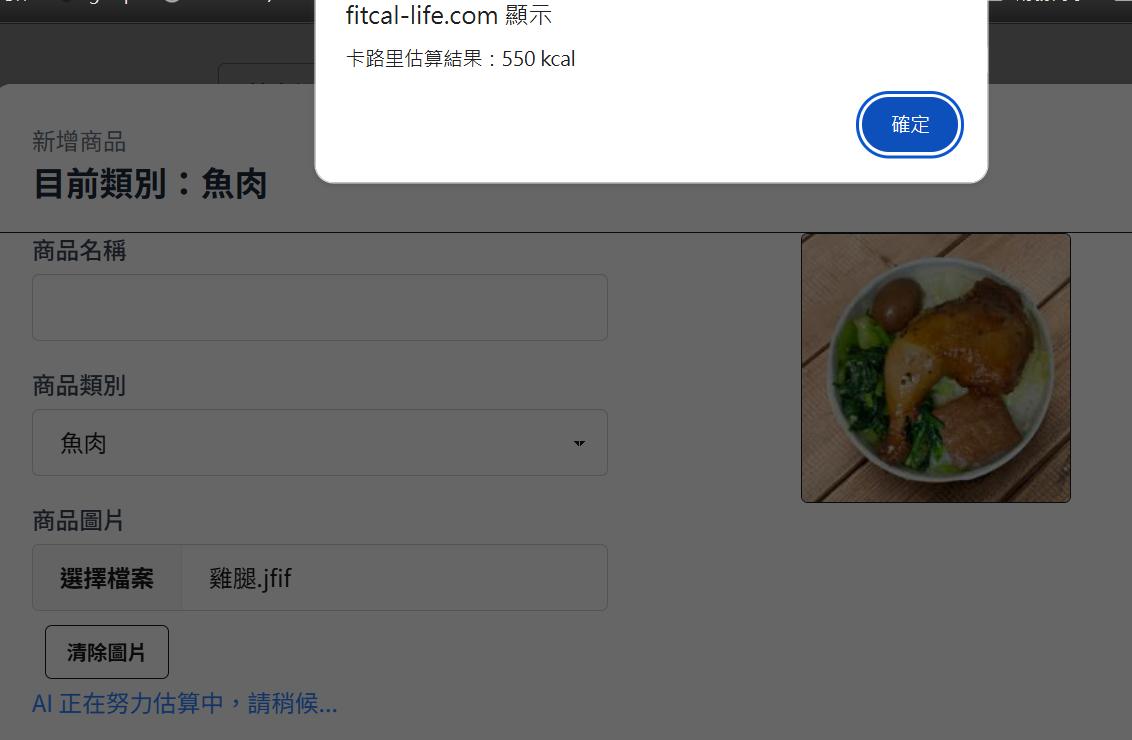 fitcal-life.com 顯示
卡路里估算結果：550 kcal
確定
新增商品
目前類別：魚肉
商品名稱
商品類別
魚肉
商品圖片
選擇檔案 雞腿.jfif
清除圖片
AI 正在努力估算中，請稍候...